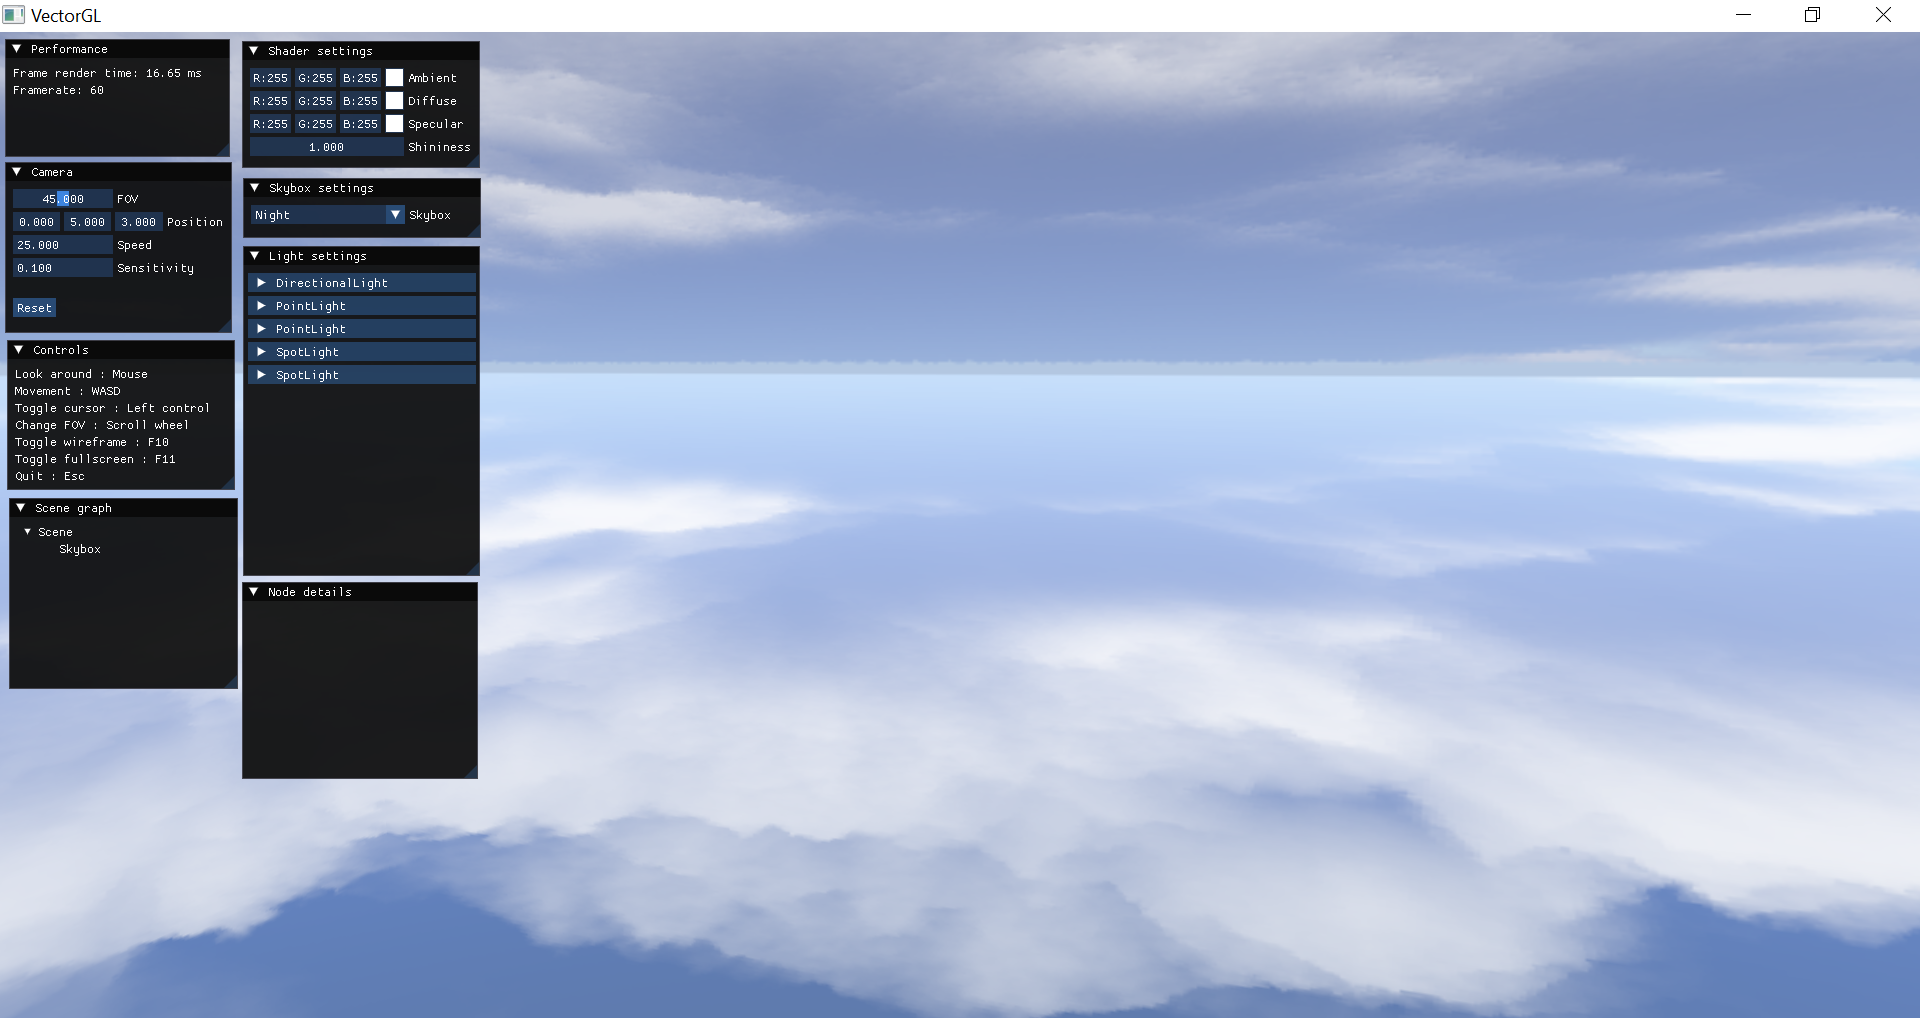 VectorGL
Performance
Frame render time: 16.65 ms
Framerate: 60
Camera
45.000 FOV
0.000 5.000 3.000 Position
25.000 Speed
0.100 Sensitivity
Reset
Controls
Look around : Mouse
Movement : WASD
Toggle cursor : Left control
Change FOV : Scroll wheel
Toggle wireframe : F10
Toggle fullscreen : F11
Quit : Esc
Scene graph
Scene
Skybox
Shader settings
R:255 G:255 B:255 Ambient
R:255 G:255 B:255 Diffuse
R:255 G:255 B:255 Specular
1.000 Shininess
Skybox settings
Night Skybox
Light settings
DirectionalLight
PointLight
PointLight
SpotLight
SpotLight
Node details